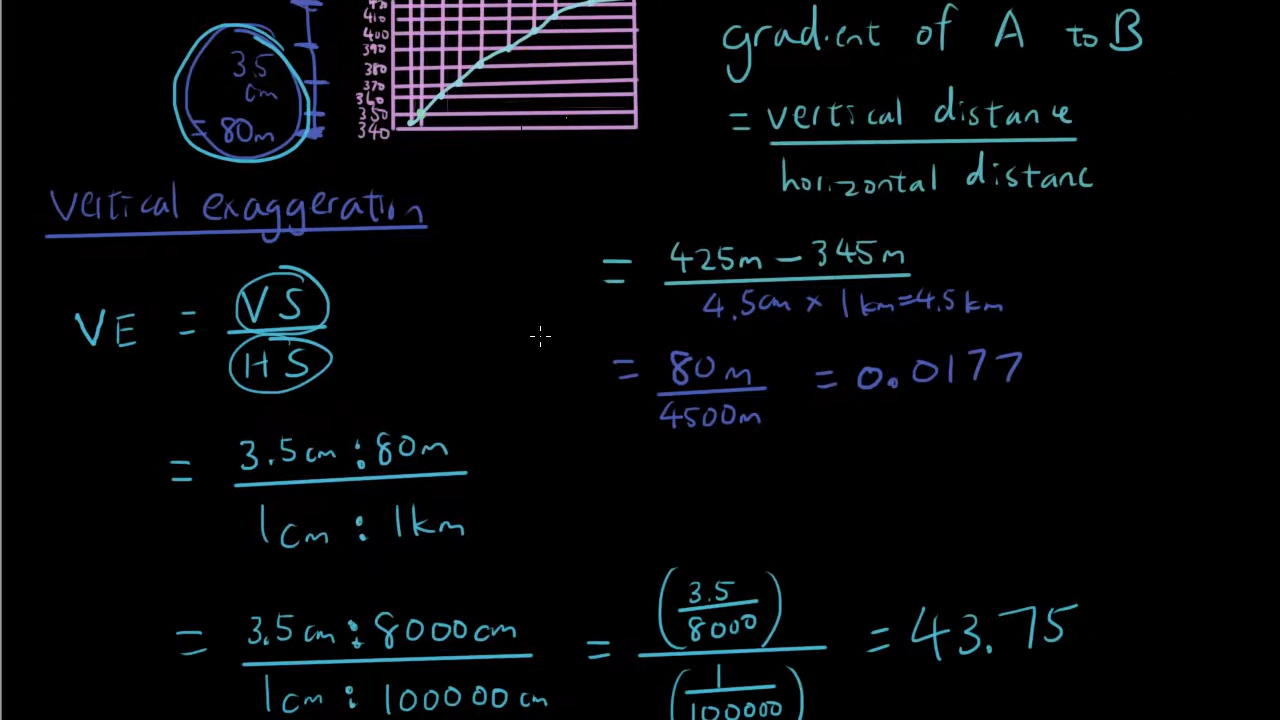 410
400
390
380
370
360
350
340
3.5
cm
= 80m
gradient of A to B
= vertical distance
horizontal distanc
vertical exaggeration
= 425m - 345m
4.5cm × 1km=4.5km
VE = VS
HS
= 80m = 0.0177
4500m
= 3.5cm : 80m
1cm : 1km
= 3.5cm : 8000cm = (3.5 = 43.75
8000)
1cm : 100000cm (1
100000)